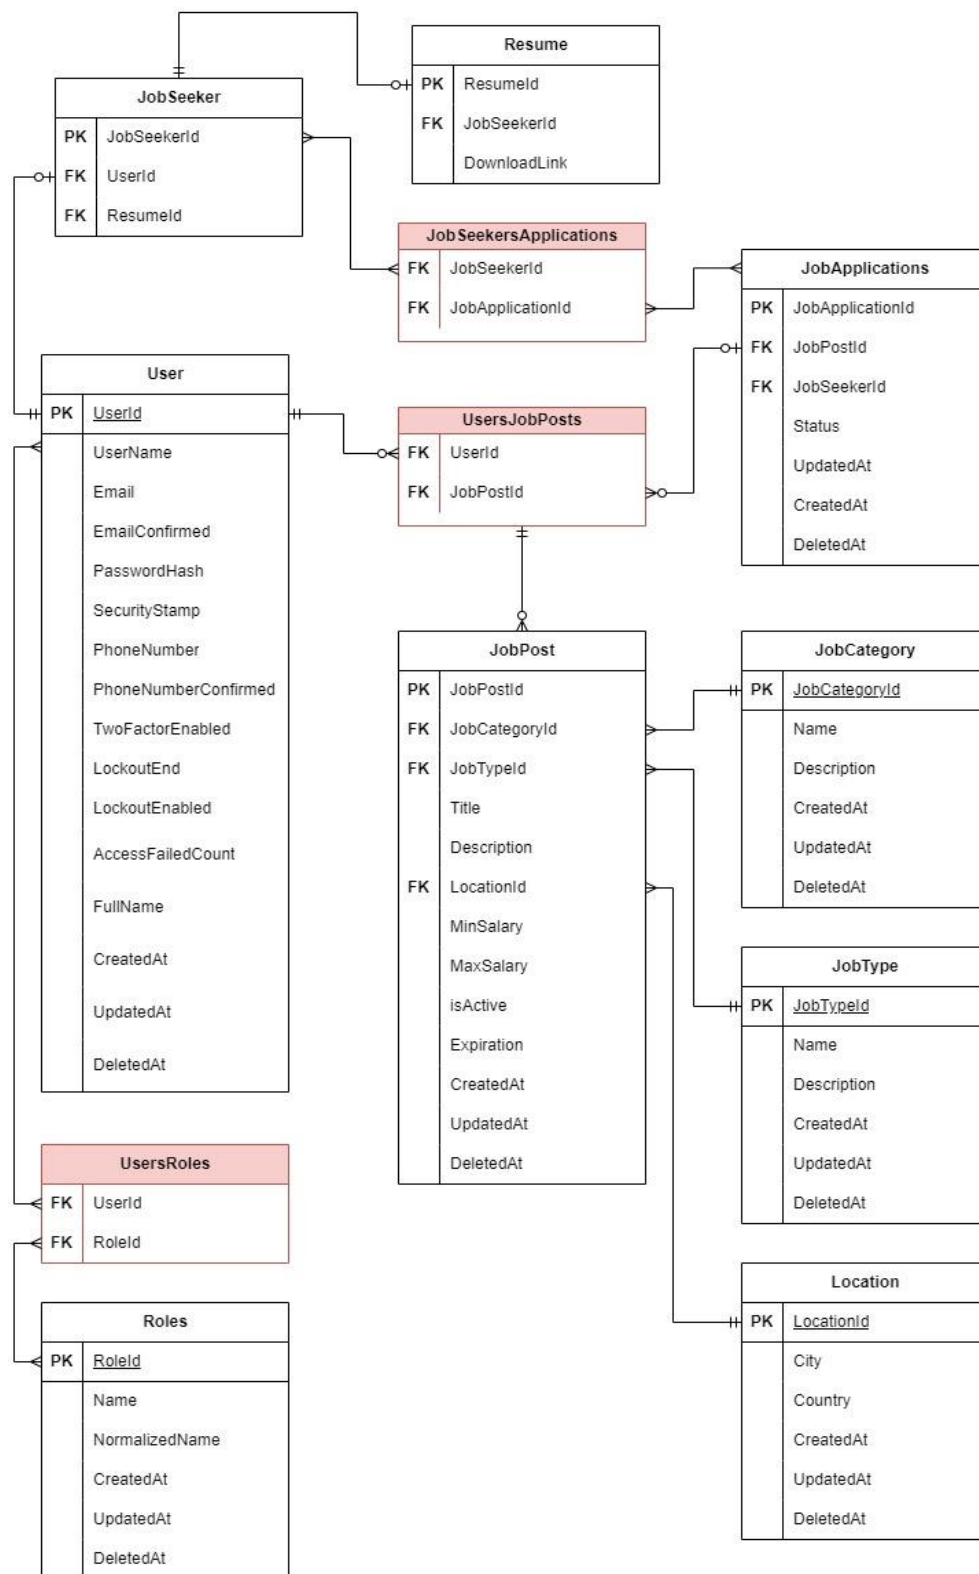 Resume
PK ResumeId
FK JobSeekerId
DownloadLink
JobSeeker
PK JobSeekerId
FK UserId
FK ResumeId
JobSeekersApplications
FK JobSeekerId
FK JobApplicationId
JobApplications
PK JobApplicationId
FK JobPostId
FK JobSeekerId
Status
UpdatedAt
CreatedAt
DeletedAt
User
PK UserId
UserName
Email
EmailConfirmed
PasswordHash
SecurityStamp
PhoneNumber
PhoneNumberConfirmed
TwoFactorEnabled
LockoutEnd
LockoutEnabled
AccessFailedCount
FullName
CreatedAt
UpdatedAt
DeletedAt
UsersJobPosts
FK UserId
FK JobPostId
JobPost
PK JobPostId
FK JobCategoryId
FK JobTypeId
Title
Description
FK LocationId
MinSalary
MaxSalary
isActive
Expiration
CreatedAt
UpdatedAt
DeletedAt
JobCategory
PK JobCategoryId
Name
Description
CreatedAt
UpdatedAt
DeletedAt
JobType
PK JobTypeId
Name
Description
CreatedAt
UpdatedAt
DeletedAt
UsersRoles
FK UserId
FK RoleId
Roles
PK RoleId
Name
NormalizedName
CreatedAt
UpdatedAt
DeletedAt
Location
PK LocationId
City
Country
CreatedAt
UpdatedAt
DeletedAt